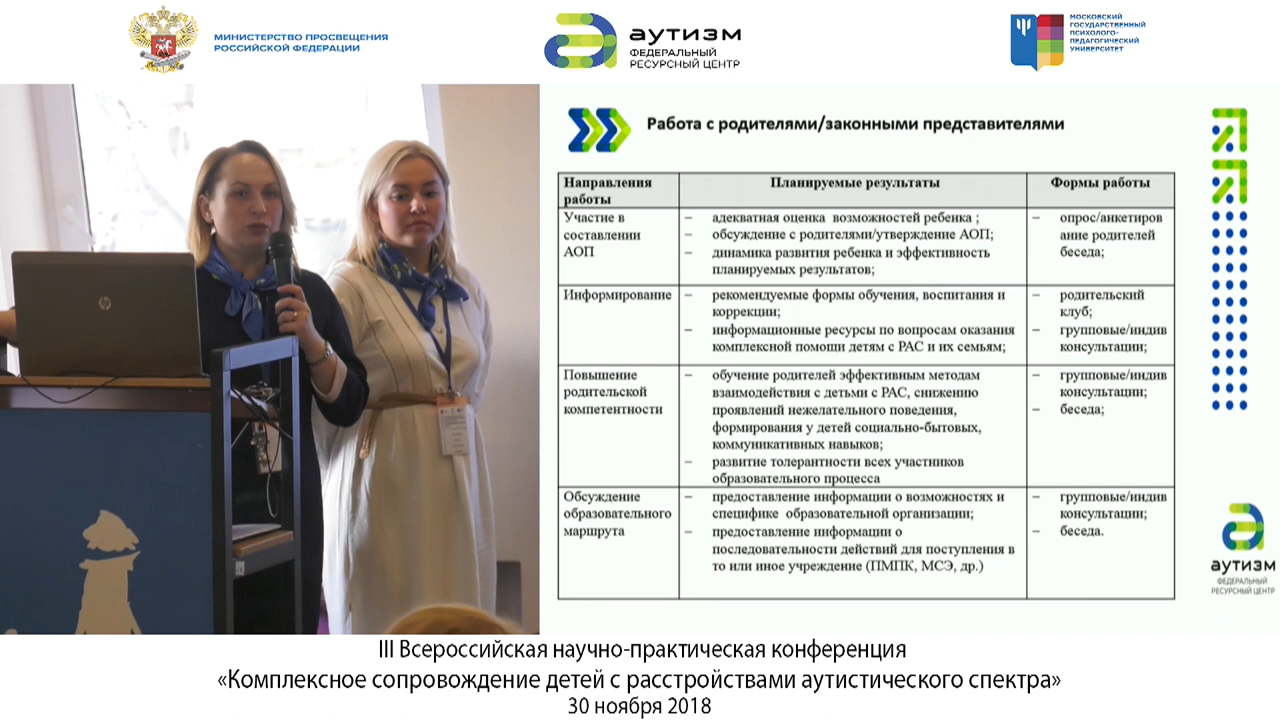 МИНИСТЕРСТВО ПРОСВЕЩЕНИЯ
РОССИЙСКОЙ ФЕДЕРАЦИИ
аутизм
ФЕДЕРАЛЬНЫЙ
РЕСУРСНЫЙ ЦЕНТР
МОСКОВСКИЙ
ГОСУДАРСТВЕННЫЙ
ПСИХОЛОГО-
ПЕДАГОГИЧЕСКИЙ
УНИВЕРСИТЕТ
hp
Работа с родителями/законными представителями
Направления
работы
Планируемые результаты
Формы работы
Участие в
составлении
АОП
– адекватная оценка возможностей ребенка ;
– обсуждение с родителями/утверждение АОП;
– динамика развития ребенка и эффективность
планируемых результатов;
– опрос/анкетиров
ание родителей
беседа;
Информирование
– рекомендуемые формы обучения, воспитания и
коррекции;
– информационные ресурсы по вопросам оказания
комплексной помощи детям с РАС и их семьям;
– родительский
клуб;
– групповые/индив
консультации;
Повышение
родительской
компетентности
– обучение родителей эффективным методам
взаимодействия с детьми с РАС, снижению
проявлений нежелательного поведения,
формирования у детей социально-бытовых,
коммуникативных навыков;
– развитие толерантности всех участников
образовательного процесса
– групповые/индив
консультации;
– беседа;
Обсуждение
образовательного
маршрута
– предоставление информации о возможностях и
специфике образовательной организации;
– предоставление информации о
последовательности действий для поступления в
то или иное учреждение (ПМПК, МСЭ, др.)
– групповые/индив
консультации;
– беседа.
аутизм
ФЕДЕРАЛЬНЫЙ
РЕСУРСНЫЙ ЦЕНТР
III Всероссийская научно-практическая конференция
«Комплексное сопровождение детей с расстройствами аутистического спектра»
30 ноября 2018